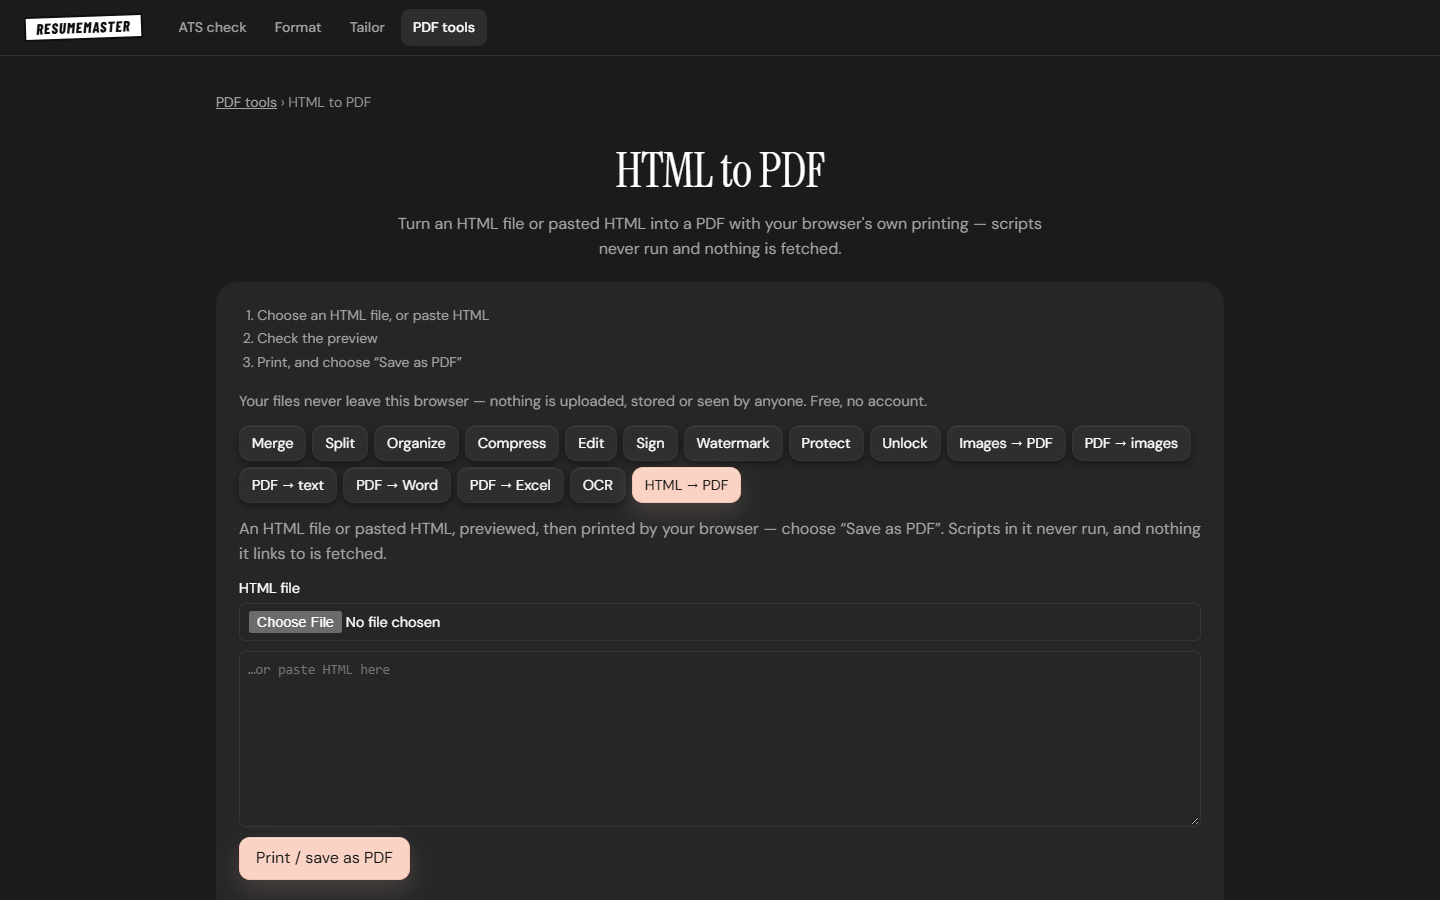 RESUMEMASTER
ATS check
Format
Tailor
PDF tools
PDF tools › HTML to PDF
HTML to PDF
Turn an HTML file or pasted HTML into a PDF with your browser's own printing — scripts
never run and nothing is fetched.
1. Choose an HTML file, or paste HTML
2. Check the preview
3. Print, and choose “Save as PDF”
Your files never leave this browser — nothing is uploaded, stored or seen by anyone. Free, no account.
Merge Split Organize Compress Edit Sign Watermark Protect Unlock Images → PDF PDF → images
PDF → text PDF → Word PDF → Excel OCR HTML → PDF
An HTML file or pasted HTML, previewed, then printed by your browser — choose “Save as PDF”. Scripts in it never run, and nothing
it links to is fetched.
HTML file
Choose File No file chosen
…or paste HTML here
Print / save as PDF